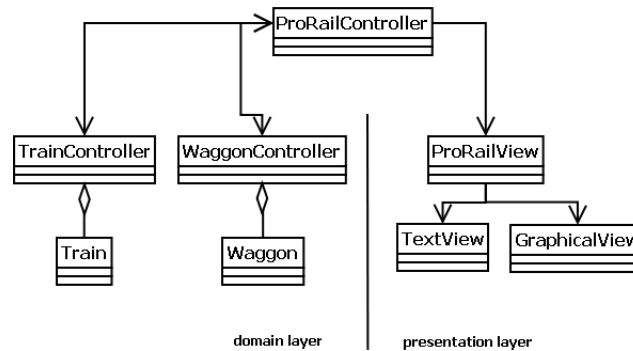 ProRailController
TrainController
WaggonController
ProRailView
Train
Waggon
TextView
GraphicalView
domain layer
presentation layer